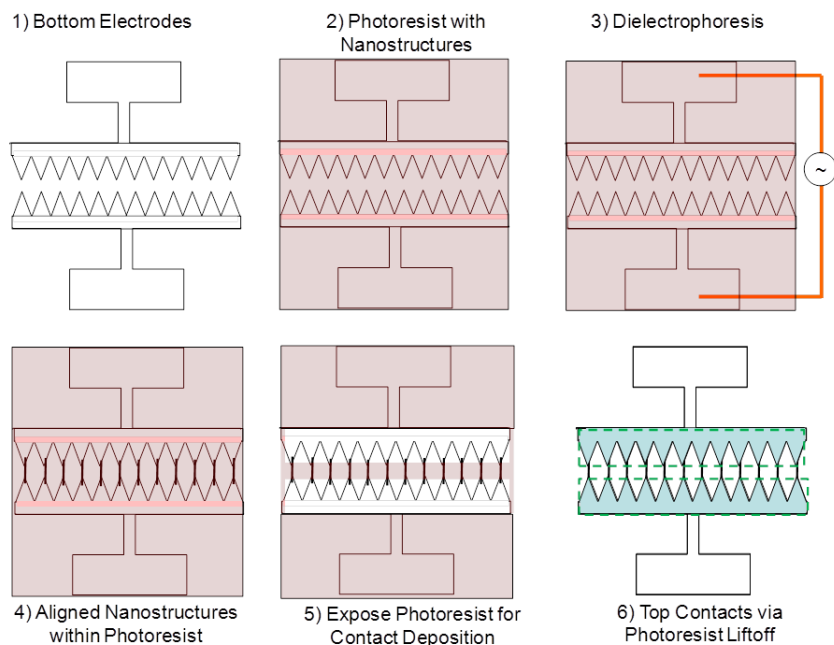 1) Bottom Electrodes
2) Photoresist with
Nanostructures
3) Dielectrophoresis
~
4) Aligned Nanostructures
within Photoresist
5) Expose Photoresist for
Contact Deposition
6) Top Contacts via
Photoresist Liftoff